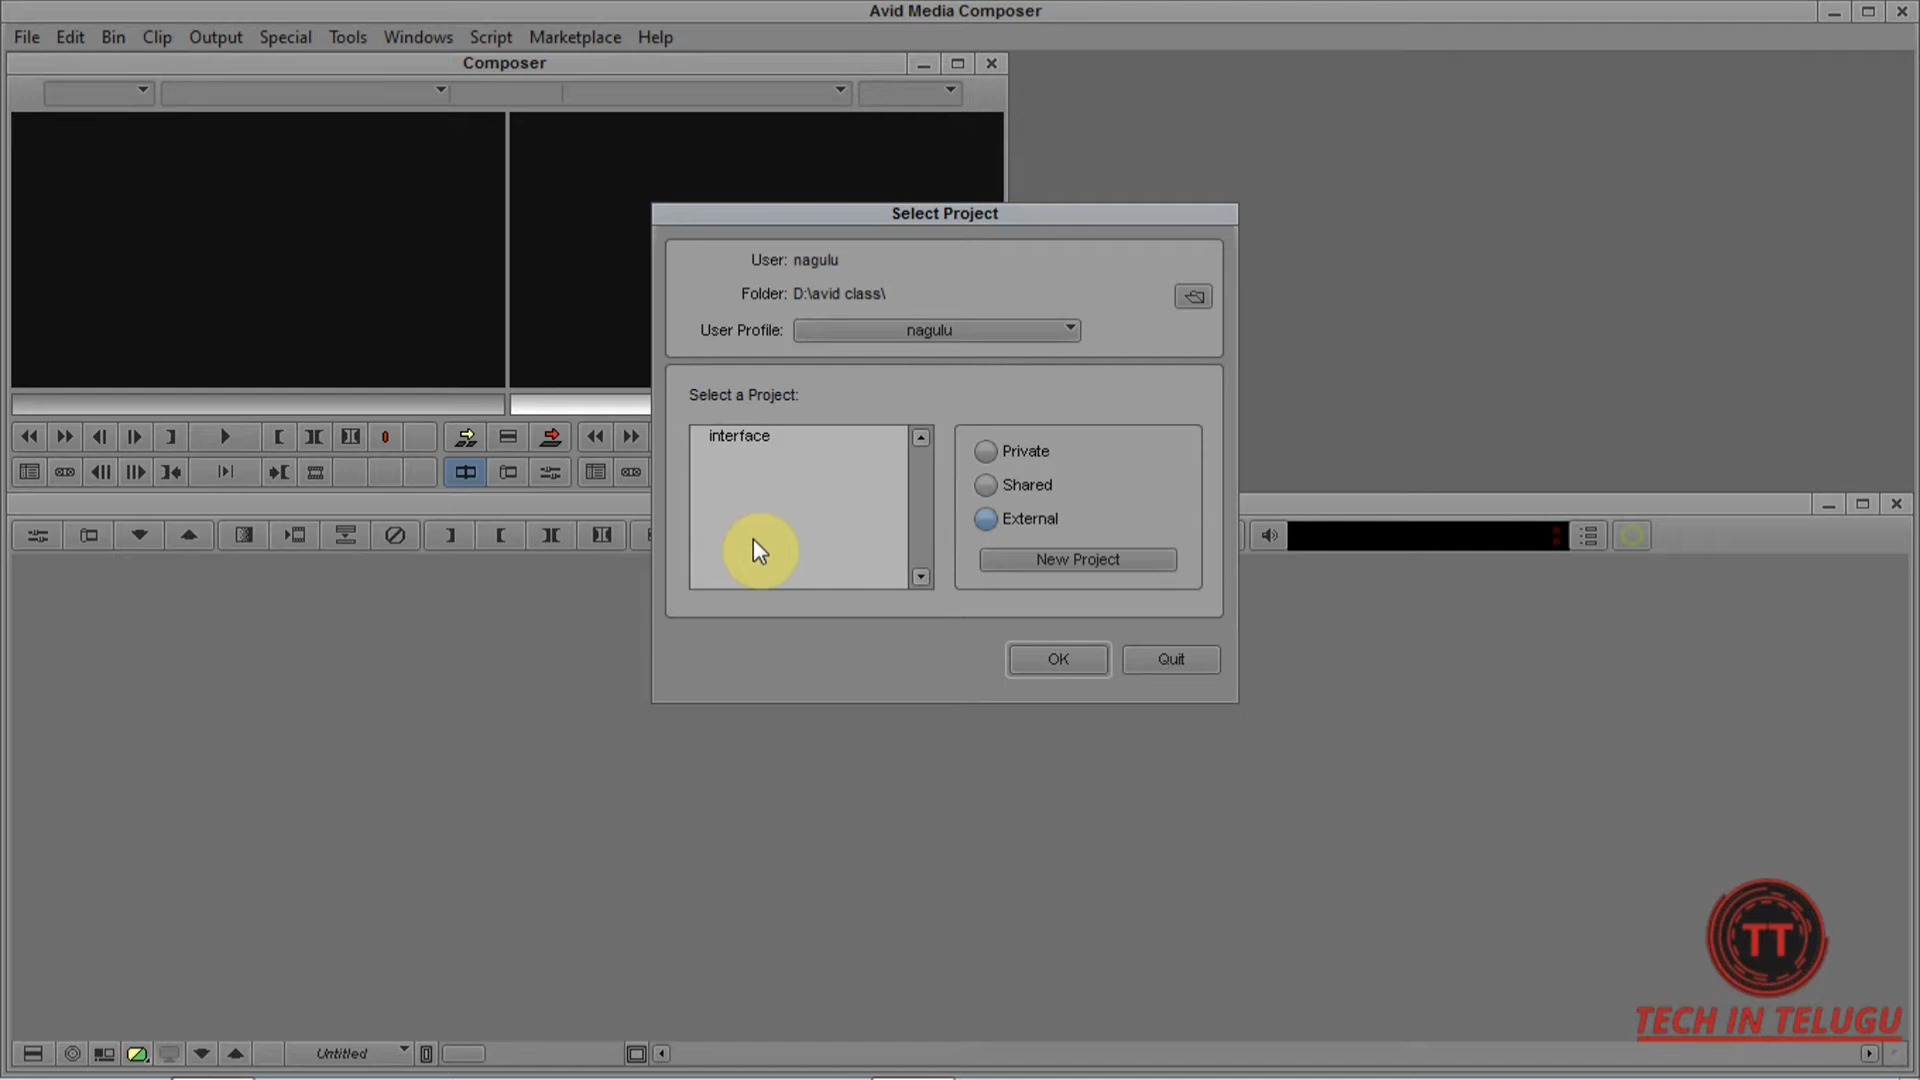 Avid Media Composer
File Edit Bin Clip Output Special Tools Windows Script Marketplace Help
Composer
Select Project
User: nagulu
Folder: D:\avid class\
User Profile: nagulu
Select a Project:
interface
Private
Shared
External
New Project
OK Quit
TT
TECH IN TELUGU
Untitled